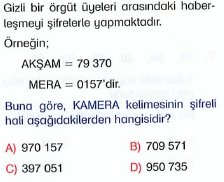 Gizli bir örgüt üyeleri arasındaki haber-
leşmeyi şifrelerle yapmaktadır.
Örneğin;
AKŞAM = 79 370
MERA = 0157'dir.
Buna göre, KAMERA kelimesinin şifreli
hali aşağıdakilerden hangisidir?
A) 970 157 B) 709 571
C) 397 051 D) 950 735